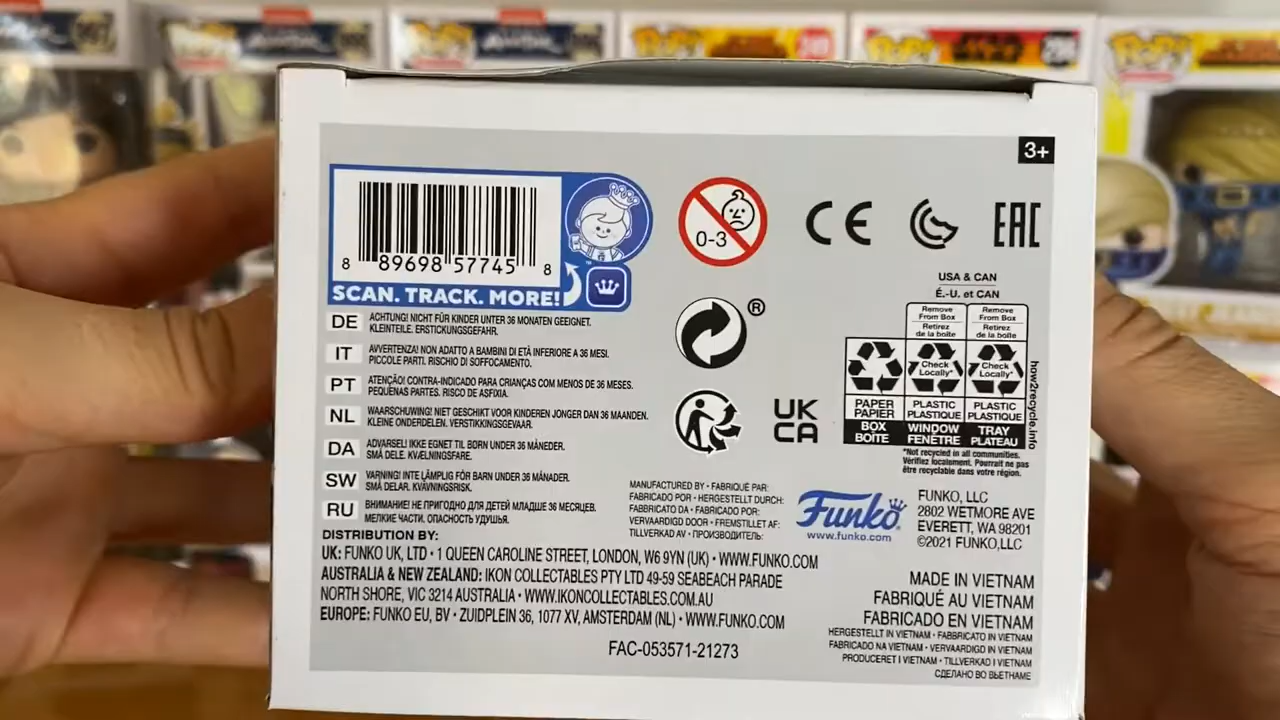 POP!
POP!
POP!
POP!
POP!
3+
8 89698 57745 8
SCAN. TRACK. MORE!
™
0-3
CE
EAC
USA & CAN
É.-U. et CAN
Remove From Box
Retirez de la boîte
Remove From Box
Retirez de la boîte
Check Locally*
Check Locally*
PAPER PAPIER
PLASTIC PLASTIQUE
PLASTIC PLASTIQUE
BOX BOÎTE
WINDOW FENÊTRE
TRAY PLATEAU
how2recycle.info
*Not recycled in all communities.
Vérifiez localement. Pourrait ne pas
être recyclable dans votre région.
®
UK
CA
DE ACHTUNG! NICHT FÜR KINDER UNTER 36 MONATEN GEEIGNET.
KLEINTEILE. ERSTICKUNGSGEFAHR.
IT AVVERTENZA! NON ADATTO A BAMBINI DI ETÀ INFERIORE A 36 MESI.
PICCOLE PARTI. RISCHIO DI SOFFOCAMENTO.
PT ATENÇÃO! CONTRA-INDICADO PARA CRIANÇAS COM MENOS DE 36 MESES.
PEQUENAS PARTES. RISCO DE ASFIXIA.
NL WAARSCHUWING! NIET GESCHIKT VOOR KINDEREN JONGER DAN 36 MAANDEN.
KLEINE ONDERDELEN. VERSTIKKINGSGEVAAR.
DA ADVARSEL! IKKE EGNET TIL BØRN UNDER 36 MÅNEDER.
SMÅ DELE. KVÆLNINGSFARE.
SW VARNING! INTE LÄMPLIG FÖR BARN UNDER 36 MÅNADER.
SMÅ DELAR. KVÄVNINGSRISK.
RU ВНИМАНИЕ! НЕ ПРИГОДНО ДЛЯ ДЕТЕЙ МЛАДШЕ 36 МЕСЯЦЕВ.
МЕЛКИЕ ЧАСТИ. ОПАСНОСТЬ УДУШЬЯ.
MANUFACTURED BY • FABRIQUÉ PAR:
FABRICADO POR • HERGESTELLT DURCH:
FABBRICATO DA • FABRICADO POR:
VERVAARDIGD DOOR • FREMSTILLET AF:
TILLVERKAD AV • ПРОИЗВОДИТЕЛЬ:
Funko
www.funko.com
FUNKO, LLC
2802 WETMORE AVE
EVERETT, WA 98201
©2021 FUNKO,LLC
DISTRIBUTION BY:
UK: FUNKO UK, LTD • 1 QUEEN CAROLINE STREET, LONDON, W6 9YN (UK) • WWW.FUNKO.COM
AUSTRALIA & NEW ZEALAND: IKON COLLECTABLES PTY LTD 49-59 SEABEACH PARADE
NORTH SHORE, VIC 3214 AUSTRALIA • WWW.IKONCOLLECTABLES.COM.AU
EUROPE: FUNKO EU, BV • ZUIDPLEIN 36, 1077 XV, AMSTERDAM (NL) • WWW.FUNKO.COM
FAC-053571-21273
MADE IN VIETNAM
FABRIQUÉ AU VIETNAM
FABRICADO EN VIETNAM
HERGESTELLT IN VIETNAM • FABBRICATO IN VIETNAM
FABRICADO NA VIETNAM • VERVAARDIGD IN VIETNAM
PRODUCERET I VIETNAM • TILLVERKAD I VIETNAM
СДЕЛАНО ВО ВЬЕТНАМЕ